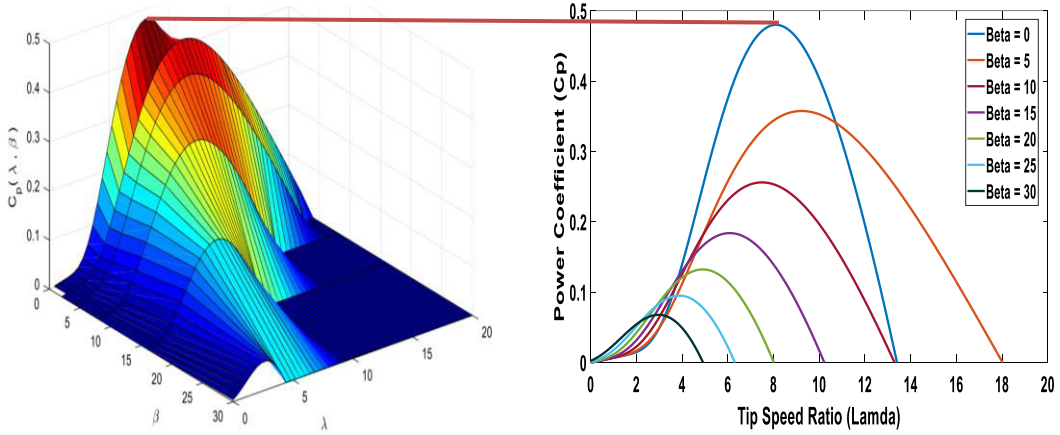 0.5
0.4
0.3
0.2
0.1
0
C p ( λ , β )
0
5
10
15
20
25
30
β
0
5
10
15
20
λ
0.5
0.4
0.3
0.2
0.1
0
Power Coefficient (Cp)
Beta = 0
Beta = 5
Beta = 10
Beta = 15
Beta = 20
Beta = 25
Beta = 30
0 2 4 6 8 10 12 14 16 18 20
Tip Speed Ratio (Lamda)